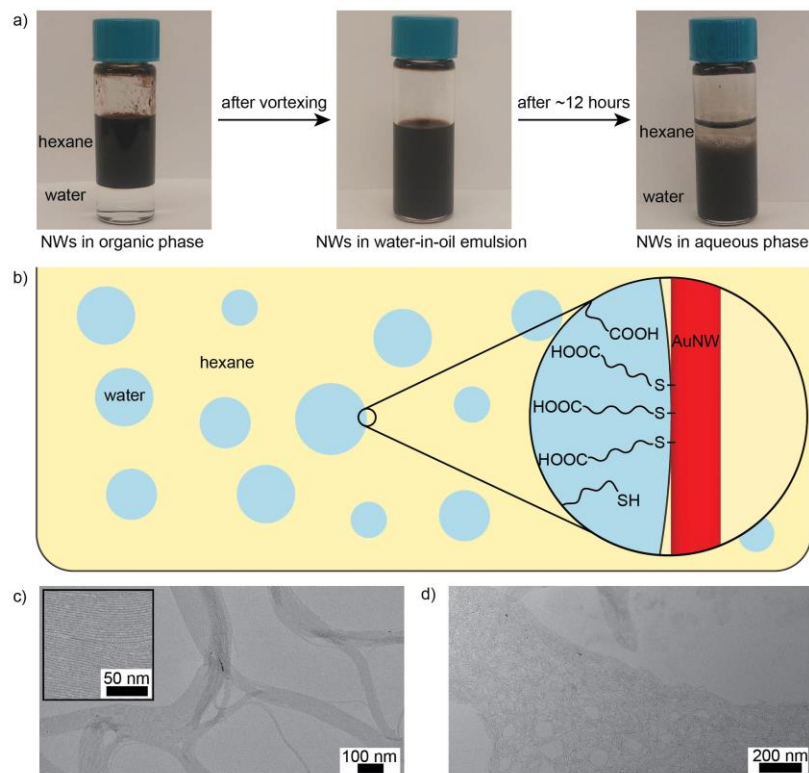 a)
after vortexing
after ~12 hours
hexane
water
hexane
water
NWs in organic phase
NWs in water-in-oil emulsion
NWs in aqueous phase
b)
hexane
water
COOH
AuNW
HOOC
S
HOOC
S
HOOC
S
SH
c)
50 nm
100 nm
d)
200 nm